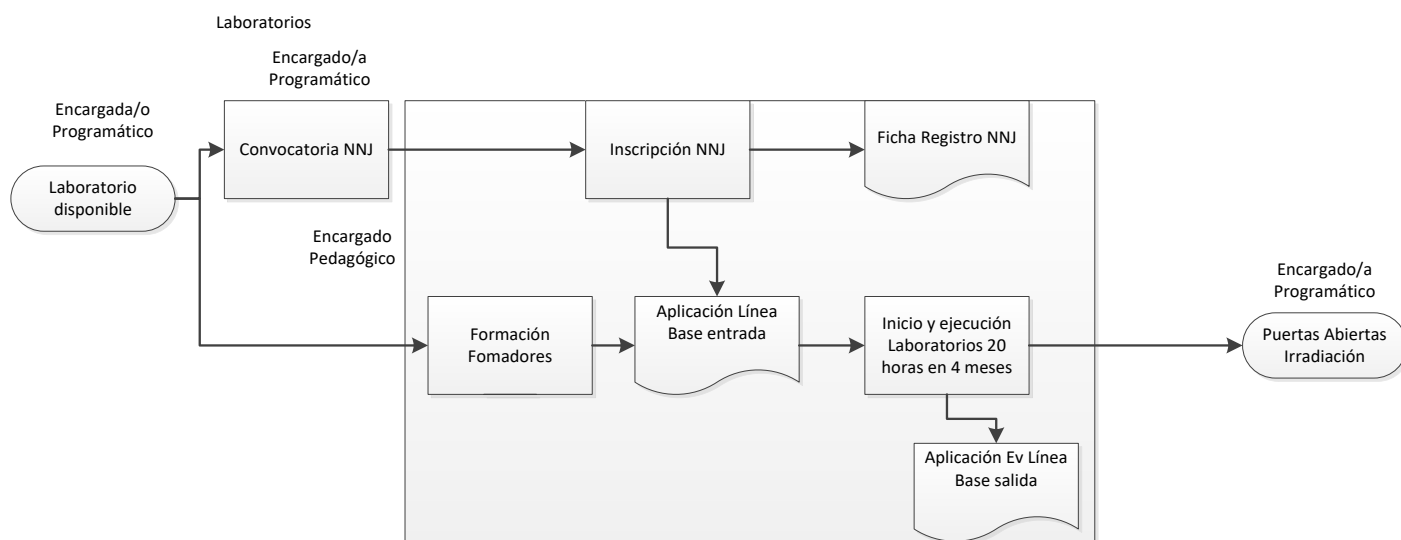 Laboratorios
Encargado/a
Programático
Encargada/o
Programático
Convocatoria NNJ
Inscripción NNJ
Ficha Registro NNJ
Laboratorio
disponible
Encargado
Pedagógico
Encargado/a
Programático
Formación
Fomadores
Aplicación Línea
Base entrada
Inicio y ejecución
Laboratorios 20
horas en 4 meses
Puertas Abiertas
Irradiación
Aplicación Ev Línea
Base salida